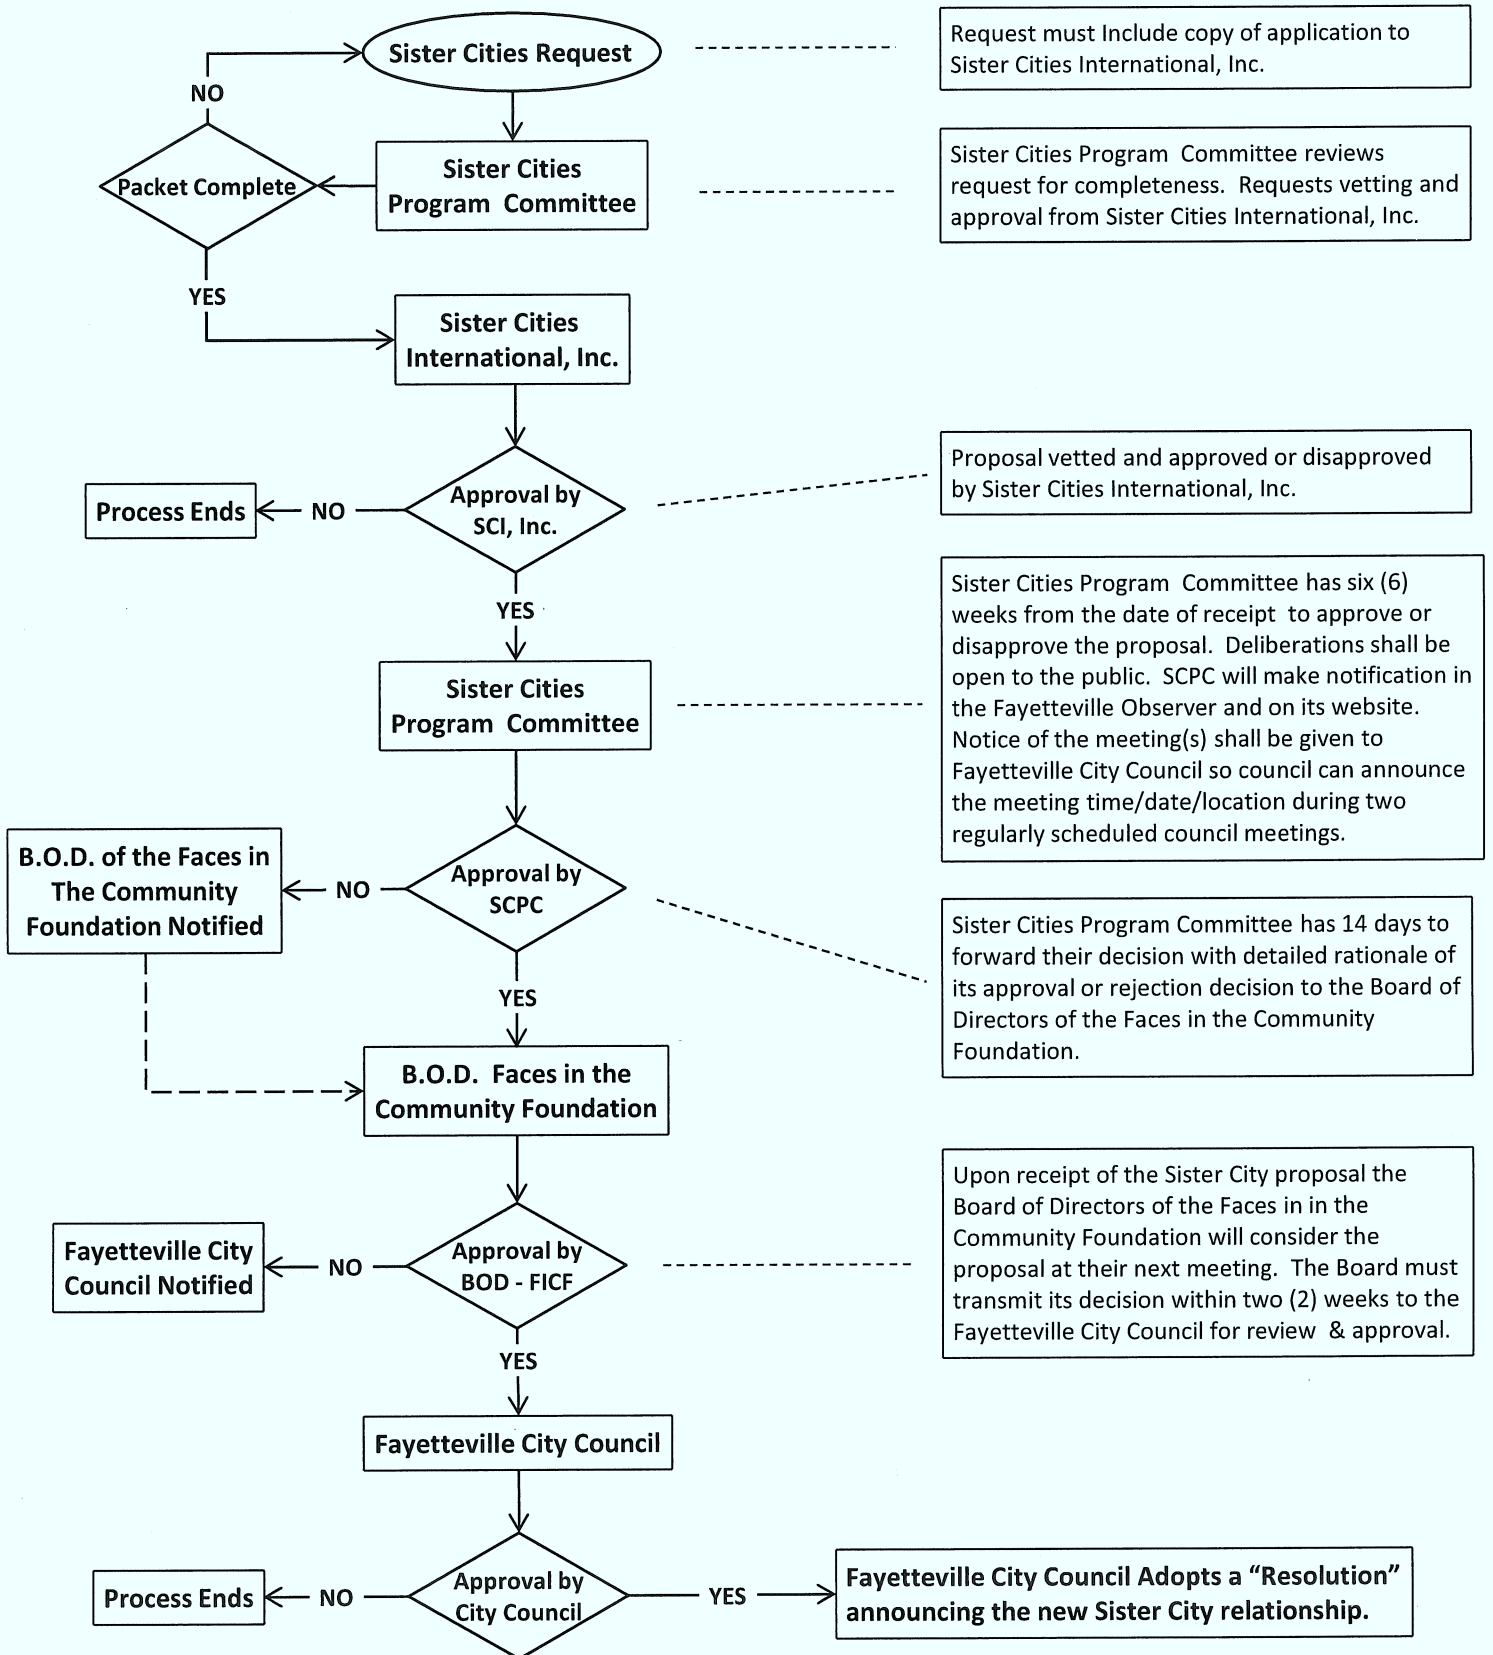 Sister Cities Request
Request must Include copy of application to
Sister Cities International, Inc.
NO
Packet Complete
Sister Cities
Program Committee
Sister Cities Program Committee reviews
request for completeness. Requests vetting and
approval from Sister Cities International, Inc.
YES
Sister Cities
International, Inc.
Approval by
SCI, Inc.
NO
Process Ends
Proposal vetted and approved or disapproved
by Sister Cities International, Inc.
YES
Sister Cities
Program Committee
Sister Cities Program Committee has six (6)
weeks from the date of receipt to approve or
disapprove the proposal. Deliberations shall be
open to the public. SCPC will make notification in
the Fayetteville Observer and on its website.
Notice of the meeting(s) shall be given to
Fayetteville City Council so council can announce
the meeting time/date/location during two
regularly scheduled council meetings.
Approval by
SCPC
NO
B.O.D. of the Faces in
The Community
Foundation Notified
Sister Cities Program Committee has 14 days to
forward their decision with detailed rationale of
its approval or rejection decision to the Board of
Directors of the Faces in the Community
Foundation.
YES
B.O.D. Faces in the
Community Foundation
Approval by
BOD - FICF
NO
Fayetteville City
Council Notified
Upon receipt of the Sister City proposal the
Board of Directors of the Faces in in the
Community Foundation will consider the
proposal at their next meeting. The Board must
transmit its decision within two (2) weeks to the
Fayetteville City Council for review & approval.
YES
Fayetteville City Council
Approval by
City Council
NO
Process Ends
YES
Fayetteville City Council Adopts a “Resolution”
announcing the new Sister City relationship.